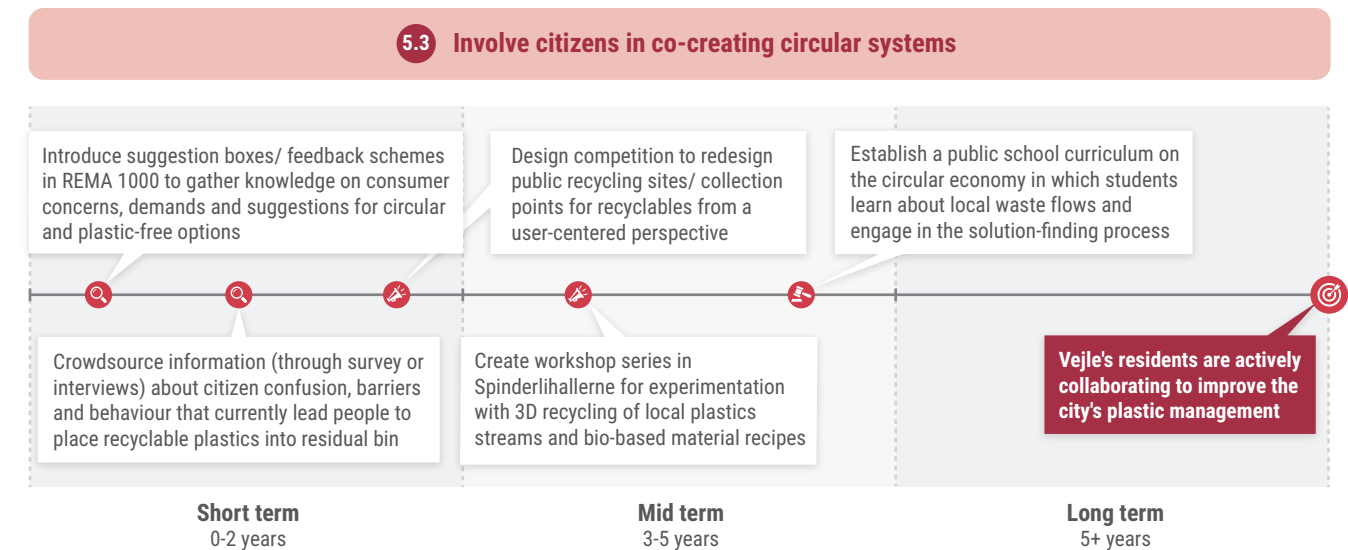 5.3 Involve citizens in co-creating circular systems
Introduce suggestion boxes/ feedback schemes
in REMA 1000 to gather knowledge on consumer
concerns, demands and suggestions for circular
and plastic-free options
Design competition to redesign
public recycling sites/ collection
points for recyclables from a
user-centered perspective
Establish a public school curriculum on
the circular economy in which students
learn about local waste flows and
engage in the solution-finding process
Crowdsource information (through survey or
interviews) about citizen confusion, barriers
and behaviour that currently lead people to
place recyclable plastics into residual bin
Create workshop series in
Spinderlihallerne for experimentation
with 3D recycling of local plastics
streams and bio-based material recipes
Vejle's residents are actively
collaborating to improve the
city's plastic management
Short term
0-2 years
Mid term
3-5 years
Long term
5+ years